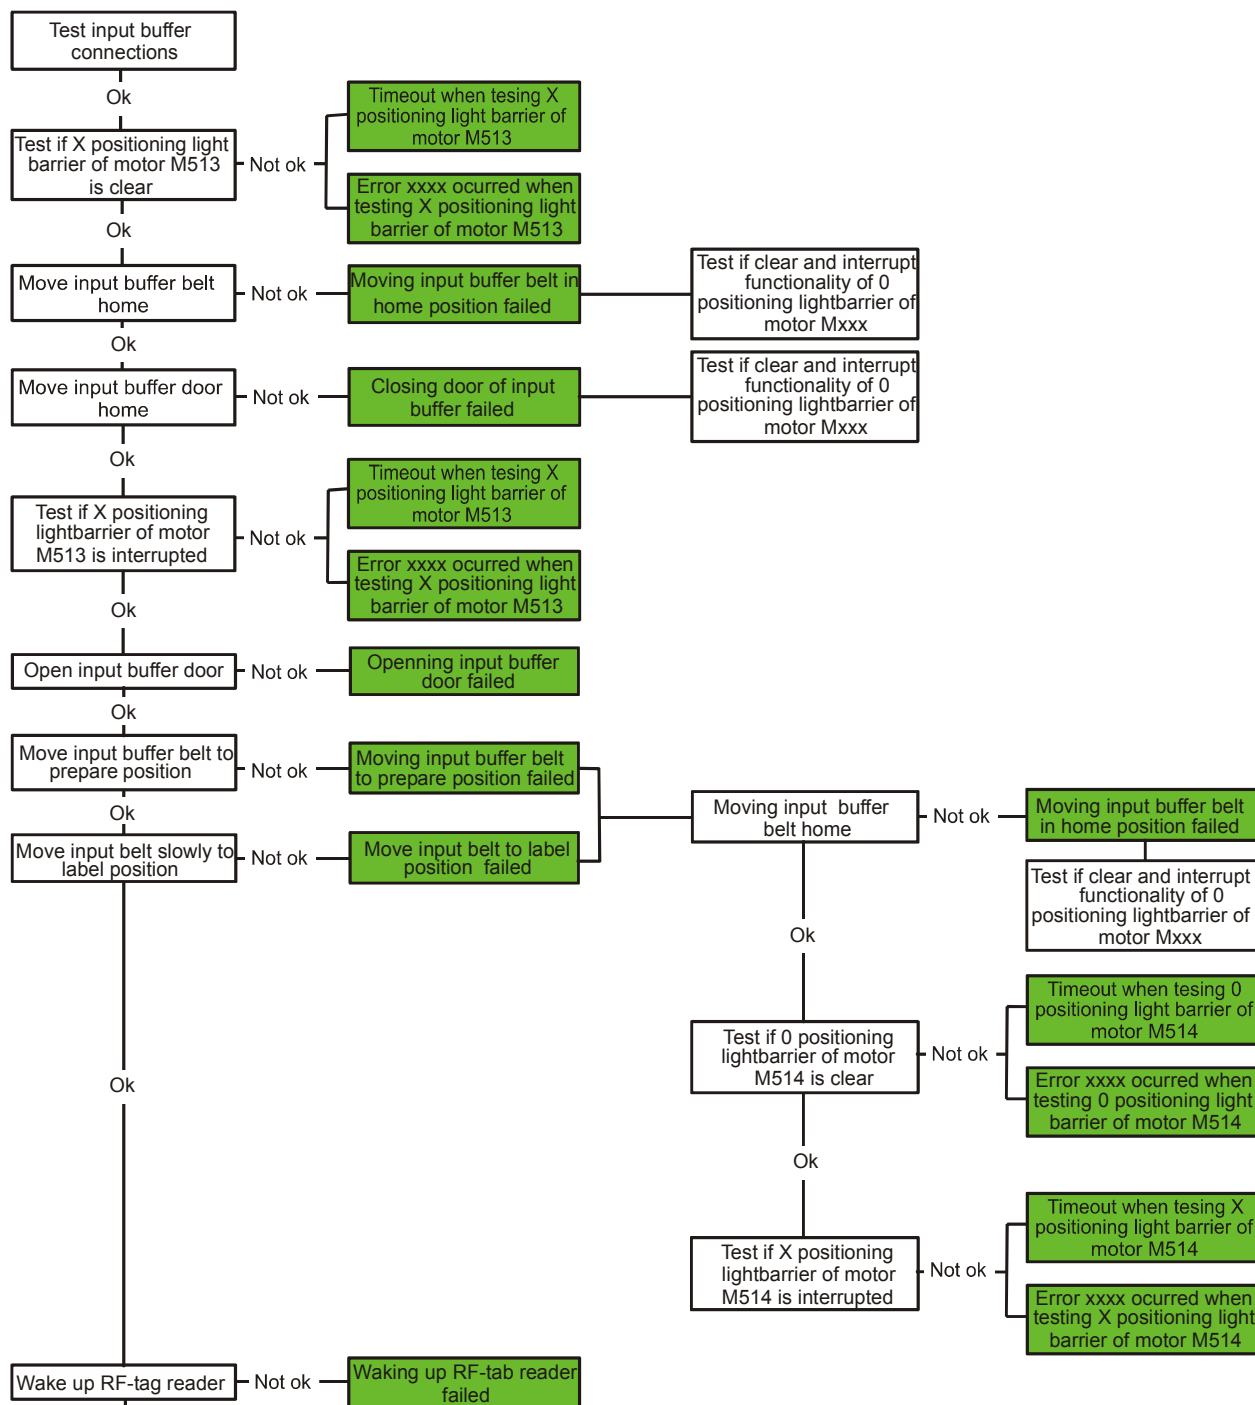 Test input buffer
connections
Ok
Test if X positioning light
barrier of motor M513
is clear
Not ok
Timeout when tesing X
positioning light barrier of
motor M513
Error xxxx ocurred when
testing X positioning light
barrier of motor M513
Ok
Move input buffer belt
home
Not ok
Moving input buffer belt in
home position failed
Test if clear and interrupt
functionality of 0
positioning lightbarrier of
motor Mxxx
Ok
Move input buffer door
home
Not ok
Closing door of input
buffer failed
Test if clear and interrupt
functionality of 0
positioning lightbarrier of
motor Mxxx
Ok
Test if X positioning
lightbarrier of motor
M513 is interrupted
Not ok
Timeout when tesing X
positioning light barrier of
motor M513
Error xxxx ocurred when
testing X positioning light
barrier of motor M513
Ok
Open input buffer door
Not ok
Openning input buffer
door failed
Ok
Move input buffer belt to
prepare position
Not ok
Moving input buffer belt
to prepare position failed
Ok
Move input belt slowly to
label position
Not ok
Move input belt to label
position failed
Moving input buffer
belt home
Not ok
Moving input buffer belt
in home position failed
Test if clear and interrupt
functionality of 0
positioning lightbarrier of
motor Mxxx
Ok
Test if 0 positioning
lightbarrier of motor
M514 is clear
Not ok
Timeout when tesing 0
positioning light barrier of
motor M514
Error xxxx ocurred when
testing 0 positioning light
barrier of motor M514
Ok
Test if X positioning
lightbarrier of motor
M514 is interrupted
Not ok
Timeout when tesing X
positioning light barrier of
motor M514
Error xxxx ocurred when
testing X positioning light
barrier of motor M514
Ok
Wake up RF-tag reader
Not ok
Waking up RF-tab reader
failed